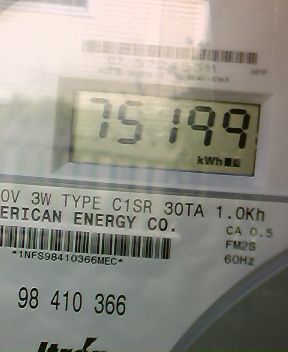 75199
kWh
0V 3W TYPE C1SR 30TA 1.0Kh
ERICAN ENERGY CO.
CA 0.5
FM2S
60Hz
*1NFS98410366MEC*
98 410 366
Itron